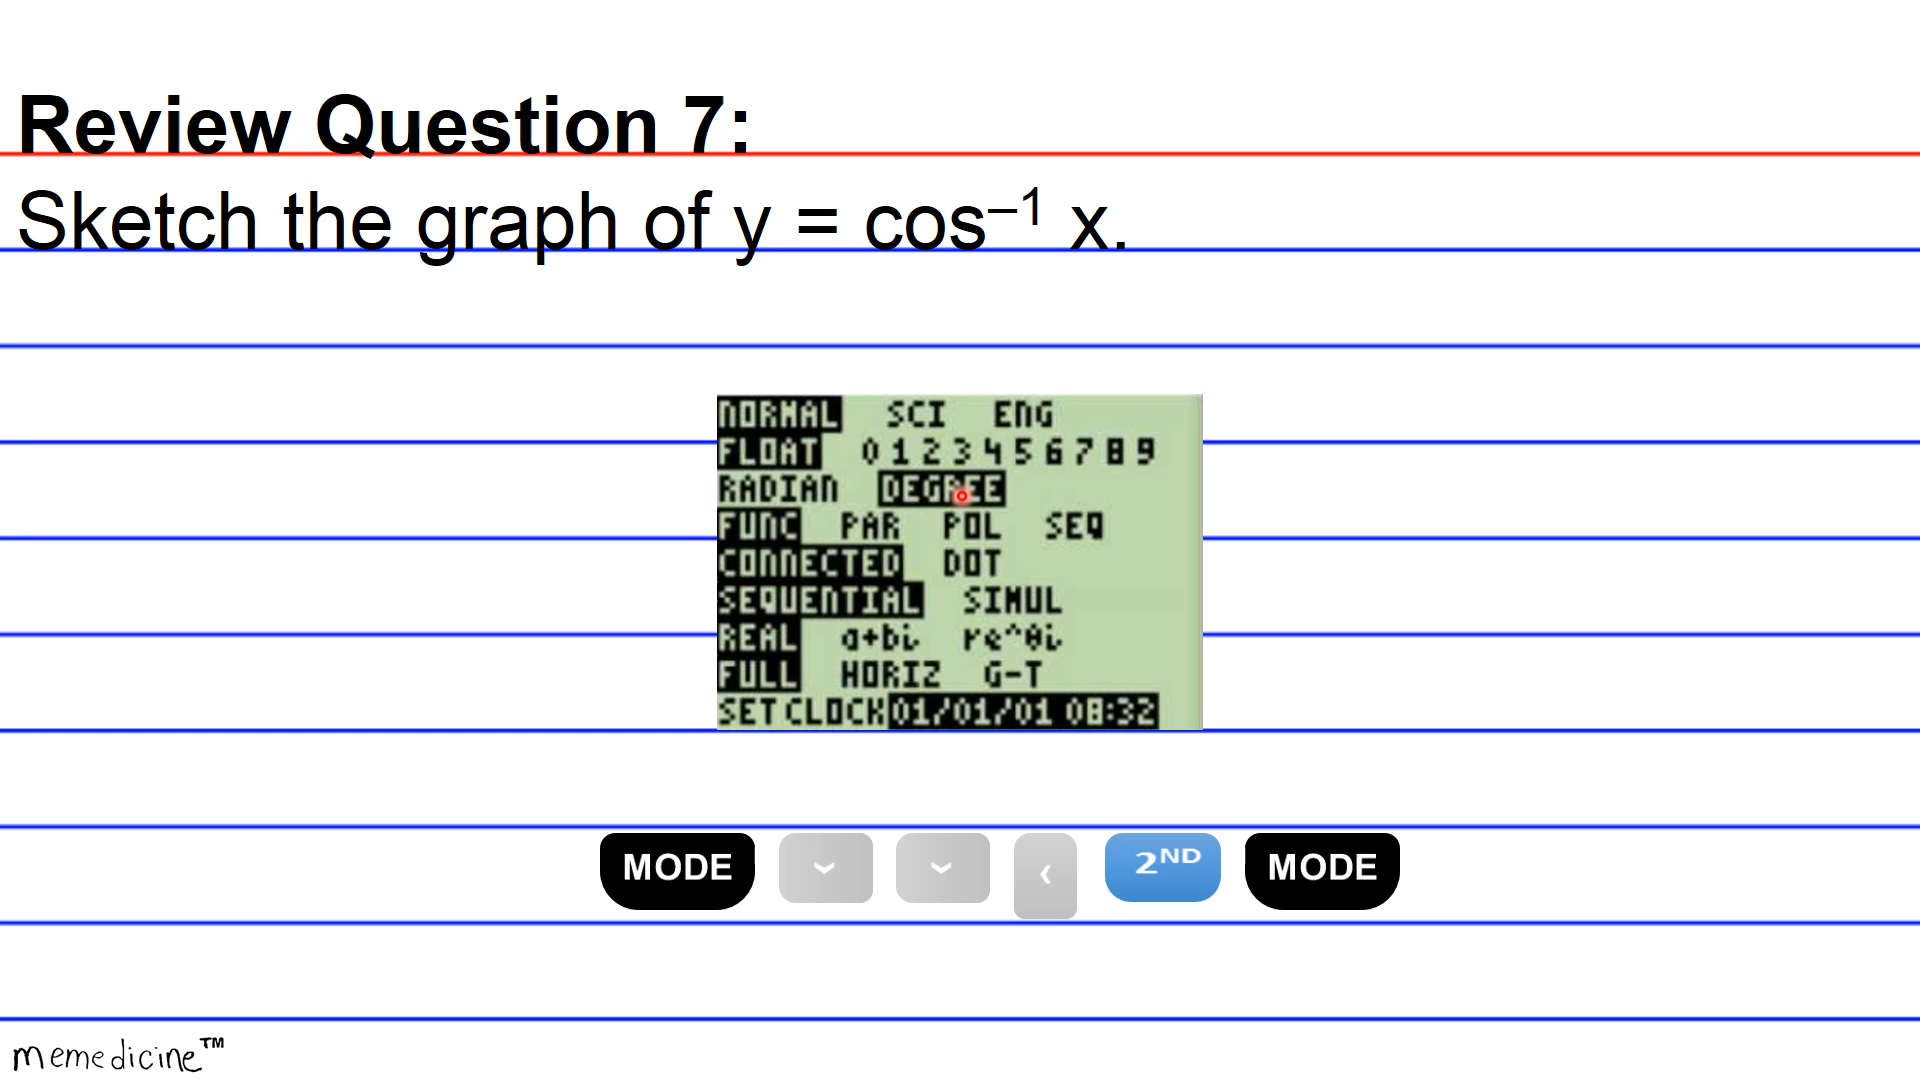 Review Question 7:
Sketch the graph of y = cos⁻¹ x.
NORMAL SCI ENG
FLOAT 0 1 2 3 4 5 6 7 8 9
RADIAN DEGREE
FUNC PAR POL SEQ
CONNECTED DOT
SEQUENTIAL SIMUL
REAL a+bi re^θi
FULL HORIZ G-T
SET CLOCK 01/01/01 08:32
MODE ⌄ ⌄ ‹ 2ND MODE
memedicine™